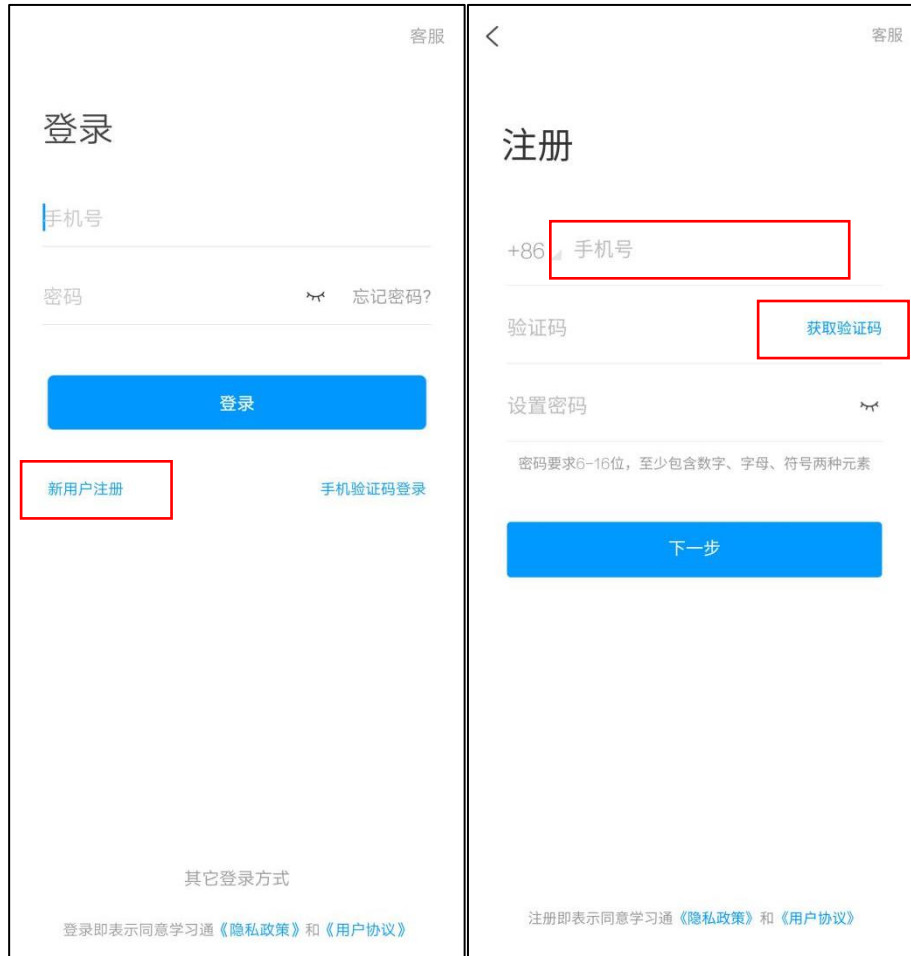 客服
登录
手机号
密码 忘记密码?
登录
新用户注册 手机验证码登录
其它登录方式
登录即表示同意学习通《隐私政策》和《用户协议》
客服
注册
+86 手机号
验证码 获取验证码
设置密码
密码要求6-16位，至少包含数字、字母、符号两种元素
下一步
注册即表示同意学习通《隐私政策》和《用户协议》